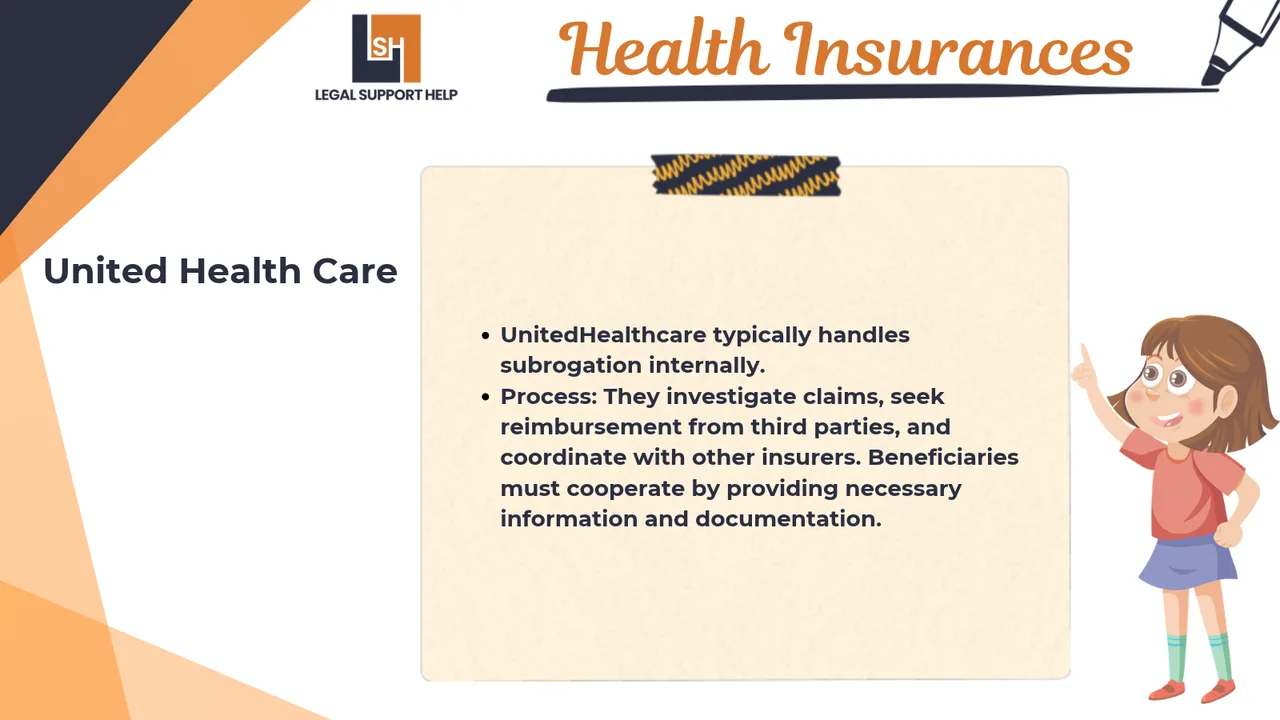 SH
LEGAL SUPPORT HELP
Health Insurances
United Health Care
• UnitedHealthcare typically handles
subrogation internally.
• Process: They investigate claims, seek
reimbursement from third parties, and
coordinate with other insurers. Beneficiaries
must cooperate by providing necessary
information and documentation.